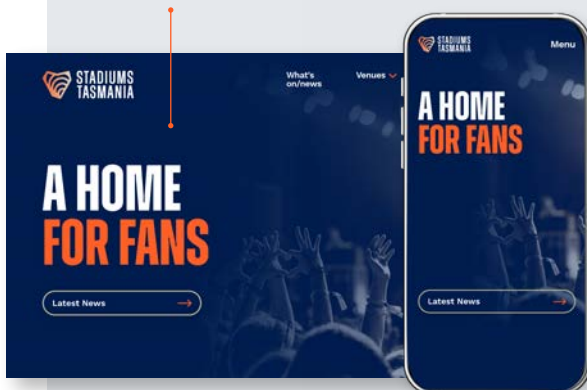 STADIUMS
TASMANIA
What's
on/news
Venues
A HOME
FOR FANS
Latest News
STADIUMS
TASMANIA
Menu
A HOME
FOR FANS
Latest News